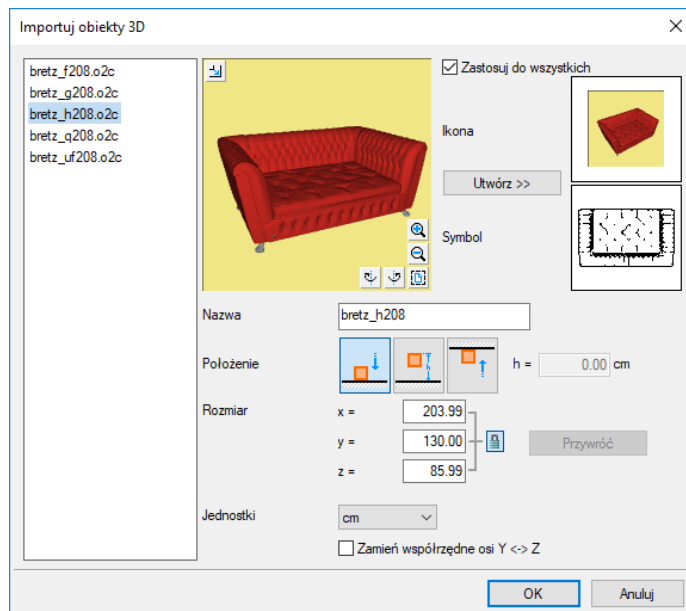 Importuj obiekty 3D
bretz_f208.o2c
bretz_g208.o2c
bretz_h208.o2c
bretz_q208.o2c
bretz_uf208.o2c
Zastosuj do wszystkich
Ikona
Utwórz >>
Symbol
Nazwa bretz_h208
Położenie h = 0.00 cm
Rozmiar x = 203.99
y = 130.00 Przywróć
z = 85.99
Jednostki cm
Zamień współrzędne osi Y <-> Z
OK Anuluj